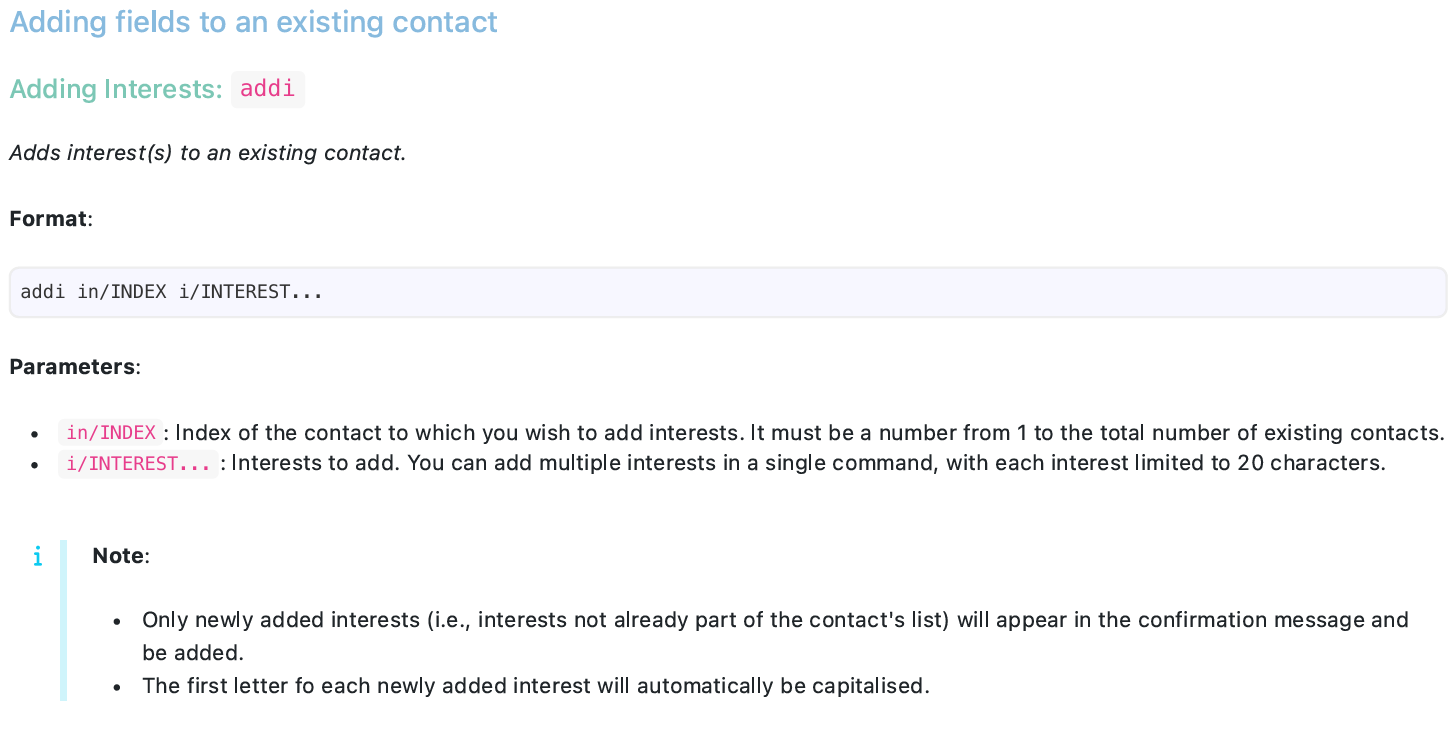 Adding fields to an existing contact
Adding Interests: addi
Adds interest(s) to an existing contact.
Format:
addi in/INDEX i/INTEREST...
Parameters:
• in/INDEX : Index of the contact to which you wish to add interests. It must be a number from 1 to the total number of existing contacts.
• i/INTEREST... : Interests to add. You can add multiple interests in a single command, with each interest limited to 20 characters.
i Note:
• Only newly added interests (i.e., interests not already part of the contact's list) will appear in the confirmation message and
be added.
• The first letter fo each newly added interest will automatically be capitalised.